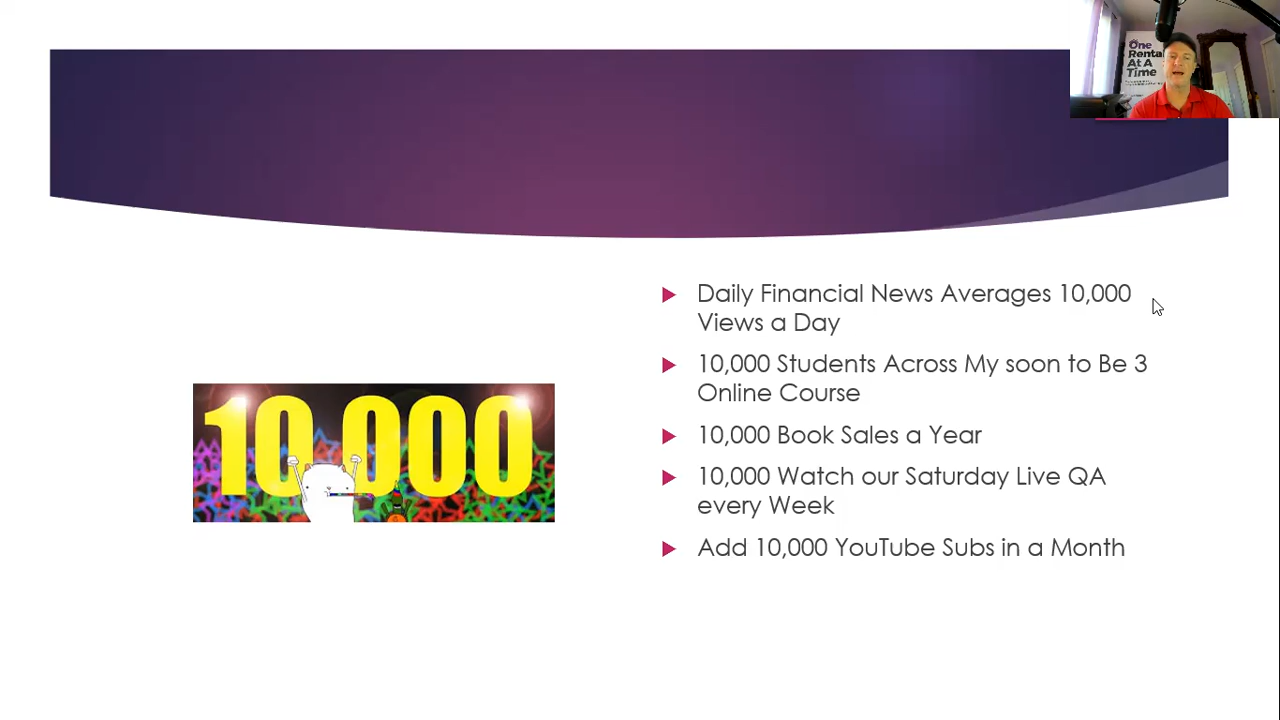 One
Rental
At A
Time
Daily Financial News Averages 10,000
Views a Day
10,000 Students Across My soon to Be 3
Online Course
10,000 Book Sales a Year
10,000 Watch our Saturday Live QA
every Week
Add 10,000 YouTube Subs in a Month
10,000